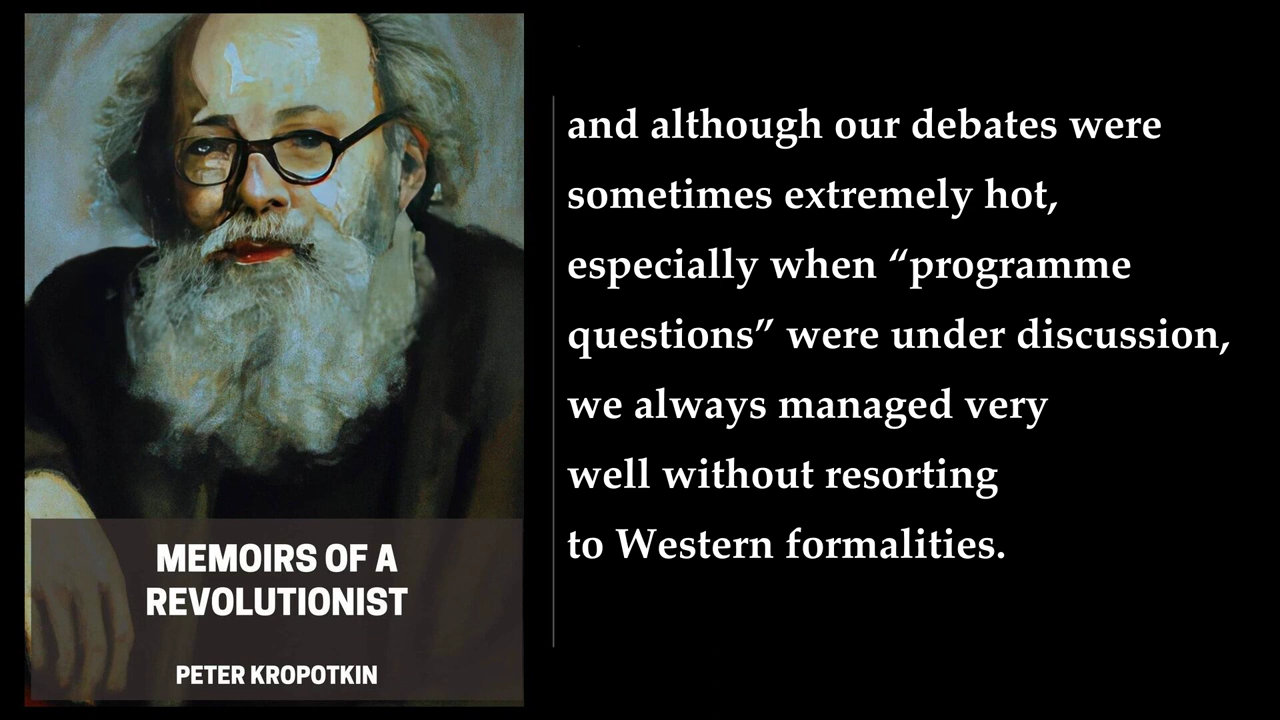 MEMOIRS OF A
REVOLUTIONIST
PETER KROPOTKIN
and although our debates were
sometimes extremely hot,
especially when “programme
questions” were under discussion,
we always managed very
well without resorting
to Western formalities.